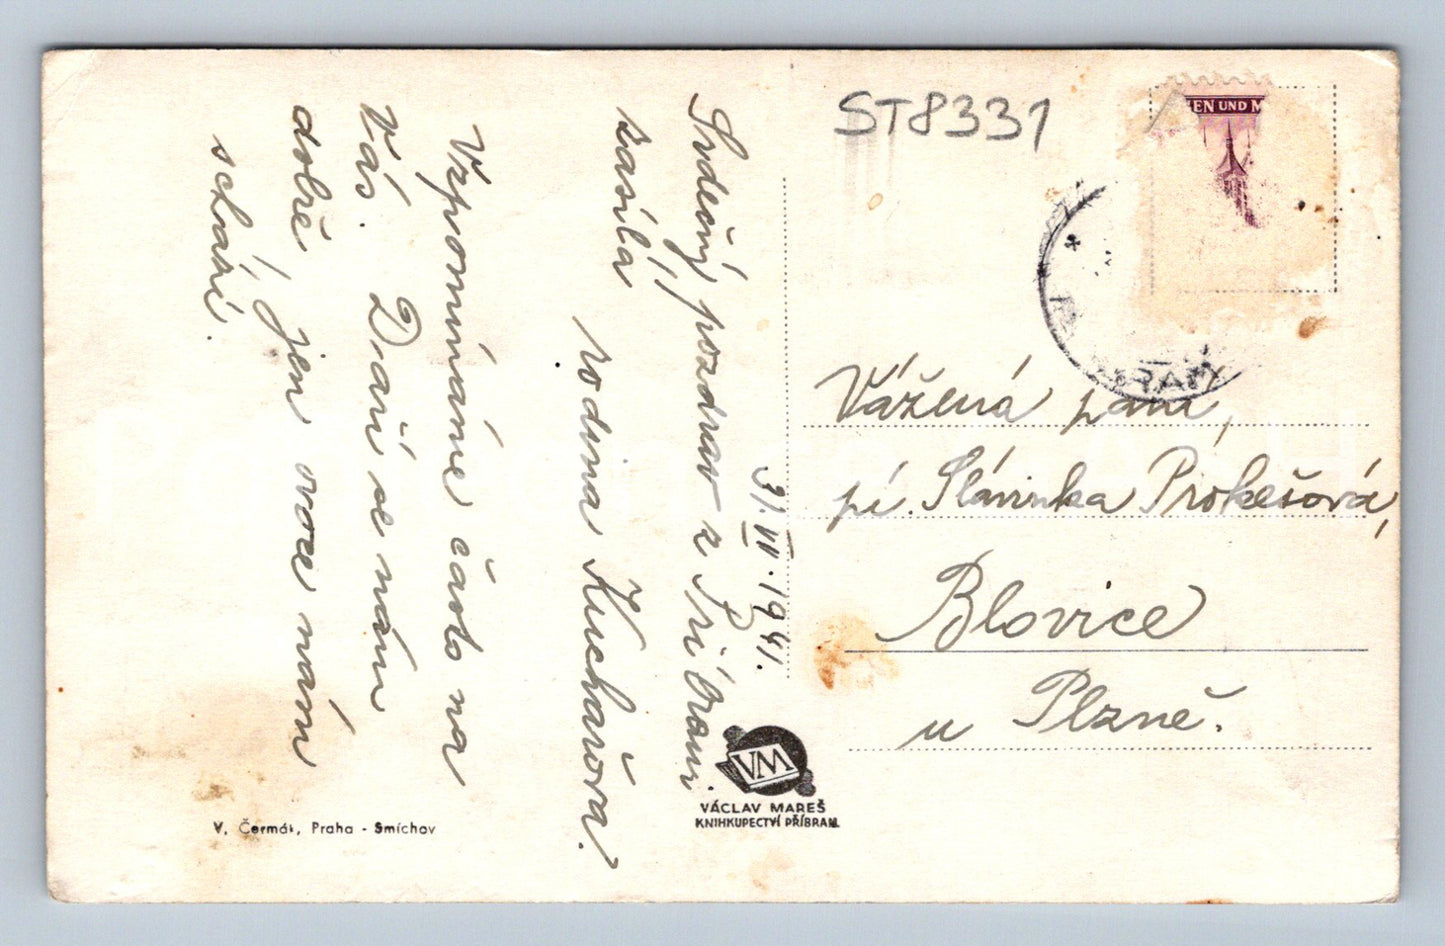 ST8331
EN UND M
31. VII. 1941.
Srdečný pozdrav z Příbrami
zasílá
rodina Kuchařova.
Vzpomínáme často na
Vás. Daří se nám
dobře, jen ovoce nám
schází.
Vážená paní,
pí. Slávinka Prokešová,
Blovice
u Plzně.
VM
VÁCLAV MAREŠ
KNIHKUPECTVÍ PŘÍBRAM.
V. Čermák, Praha - Smíchov